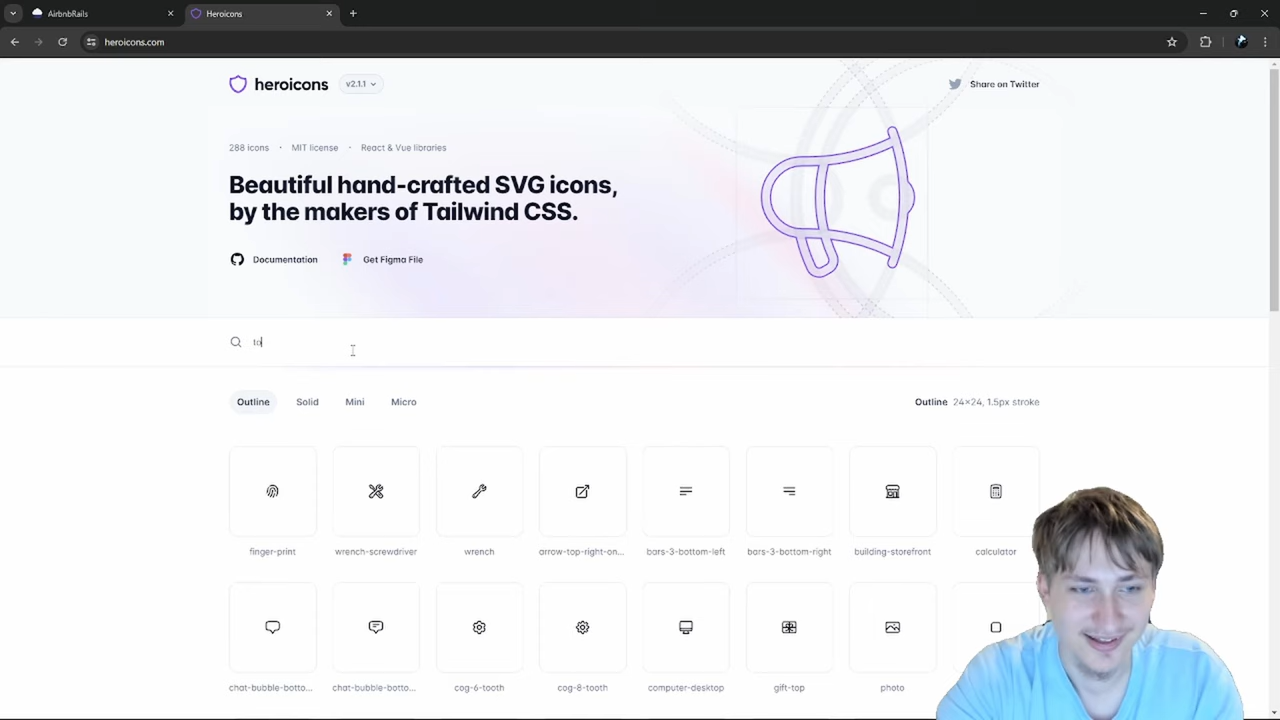 AirbnbRails
Heroicons
heroicons.com
heroicons
v2.1.1
Share on Twitter
288 icons · MIT license · React & Vue libraries
Beautiful hand-crafted SVG icons,
by the makers of Tailwind CSS.
Documentation
Get Figma File
to
Outline
Solid
Mini
Micro
Outline 24×24, 1.5px stroke
finger-print
wrench-screwdriver
wrench
arrow-top-right-on...
bars-3-bottom-left
bars-3-bottom-right
building-storefront
calculator
chat-bubble-botto...
chat-bubble-botto...
cog-6-tooth
cog-8-tooth
computer-desktop
gift-top
photo